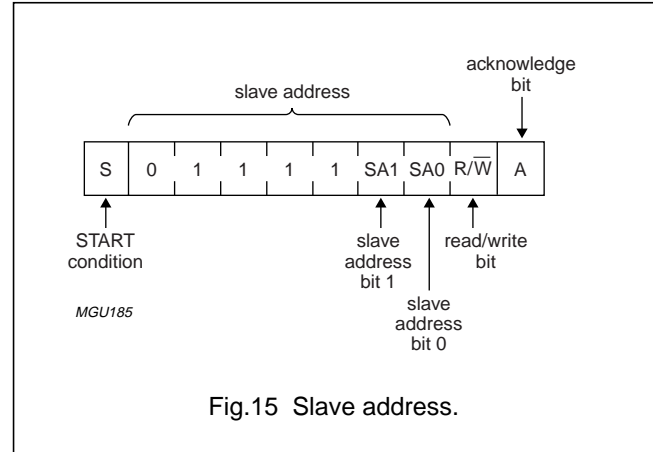 acknowledge
bit
slave address
S 0 1 1 1 1 SA1 SA0 R/W̅ A
START
condition
slave
address
bit 1
read/write
bit
slave
address
bit 0
MGU185
Fig.15 Slave address.